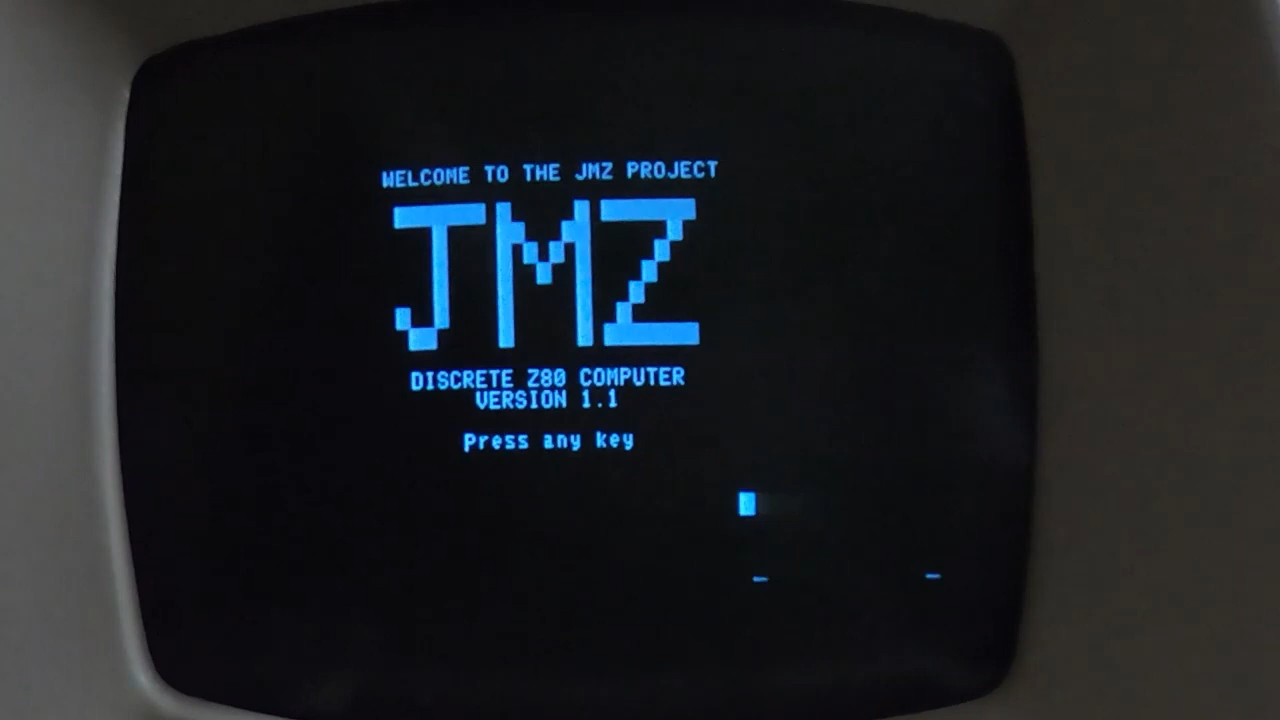 WELCOME TO THE JMZ PROJECT
JMZ
DISCRETE Z80 COMPUTER
VERSION 1.1
Press any key